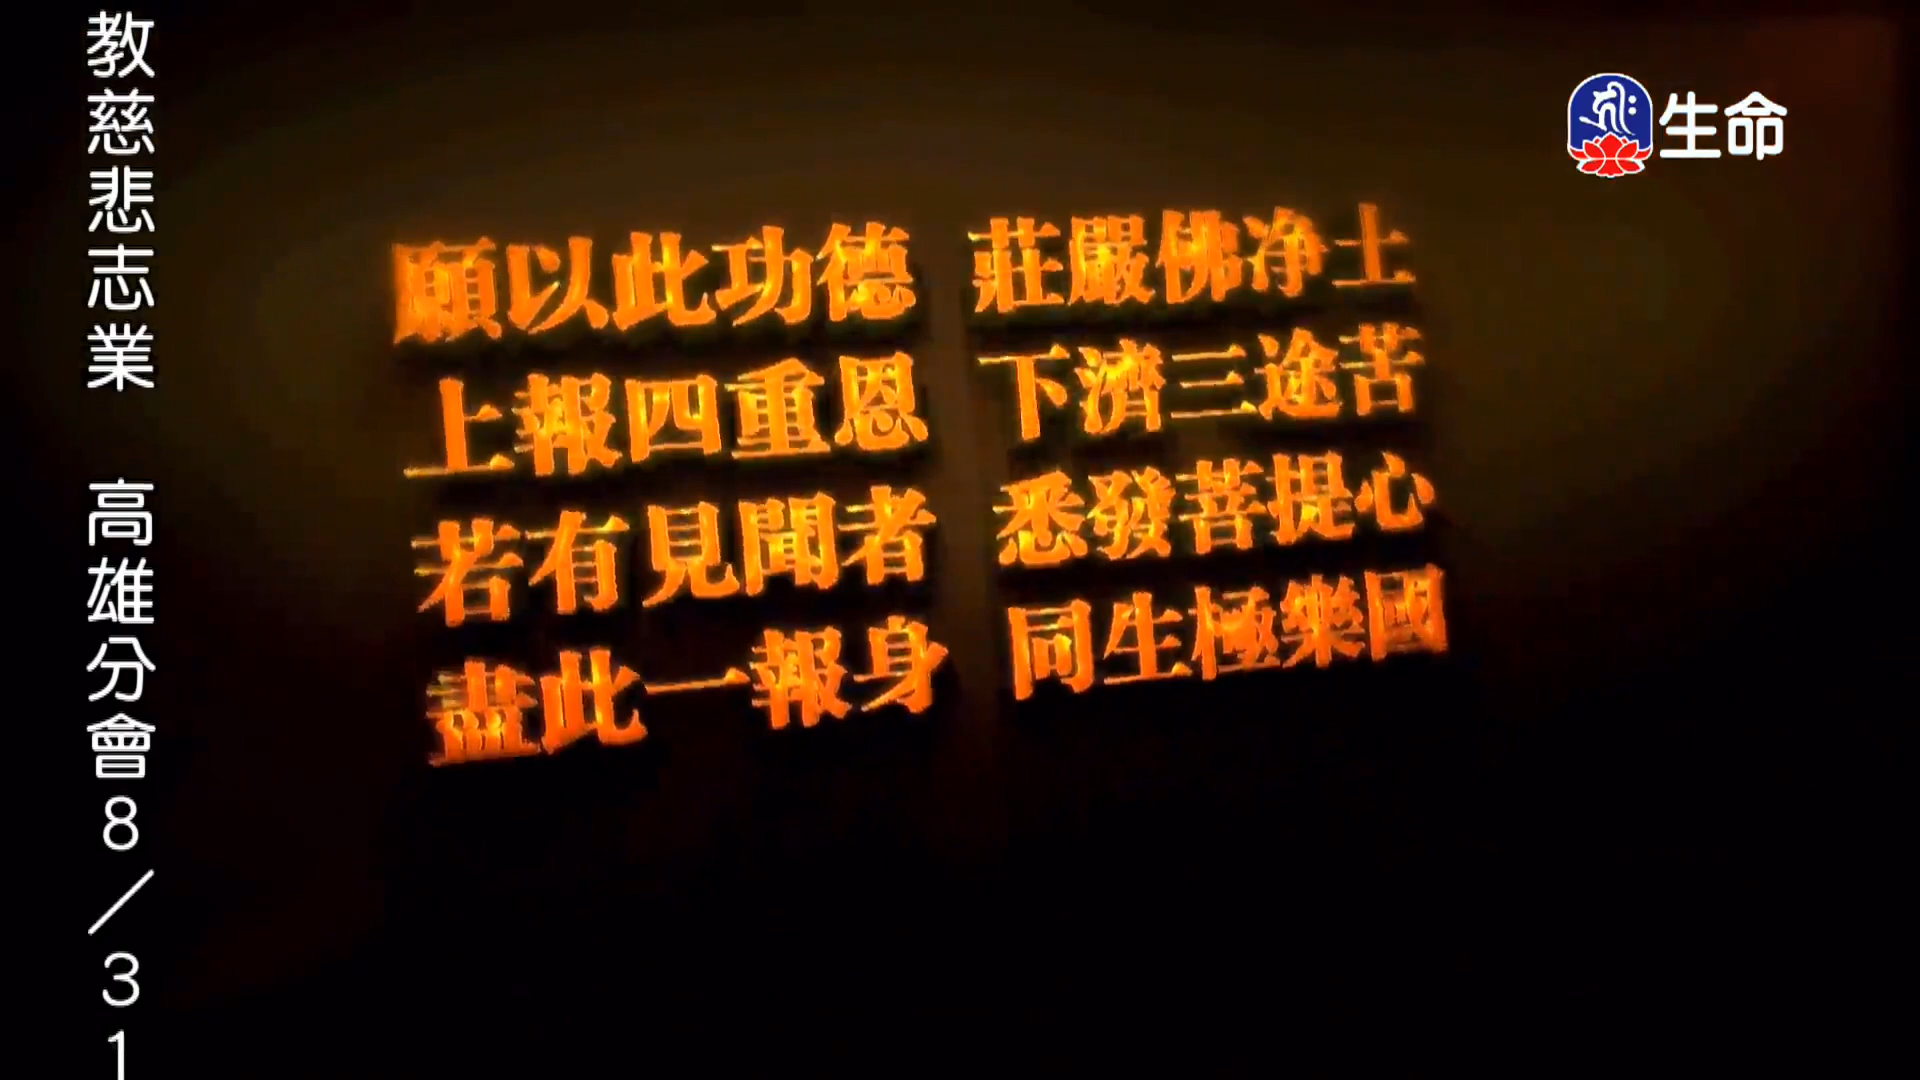 教慈悲志業 高雄分會8／31
生命
願以此功德 莊嚴佛净土
上報四重恩 下濟三途苦
若有見聞者 悉發菩提心
盡此一報身 同生極樂國